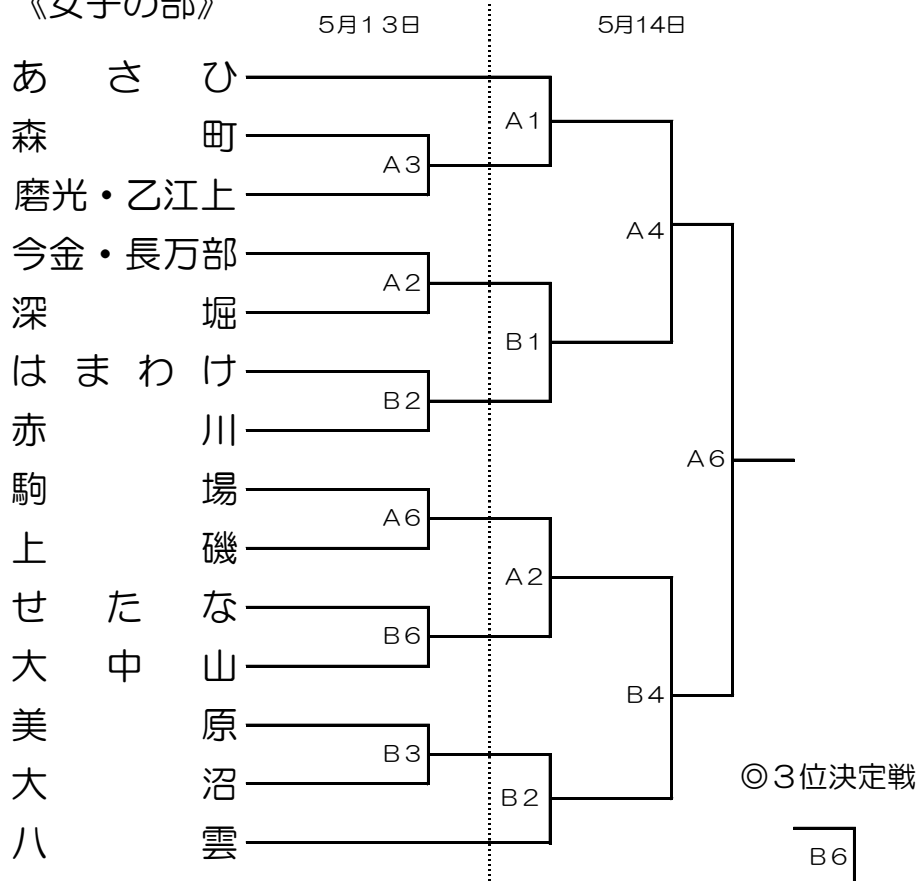 《女子の部》
5月13日
5月14日
あさひ
A1
森町
A3
磨光・乙江上
A4
今金・長万部
A2
深堀
B1
はまわけ
B2
赤川
A6
駒場
A6
上磯
A2
せたな
B6
大中山
B4
美原
B3
大沼
B2
◎3位決定戦
八雲
B6